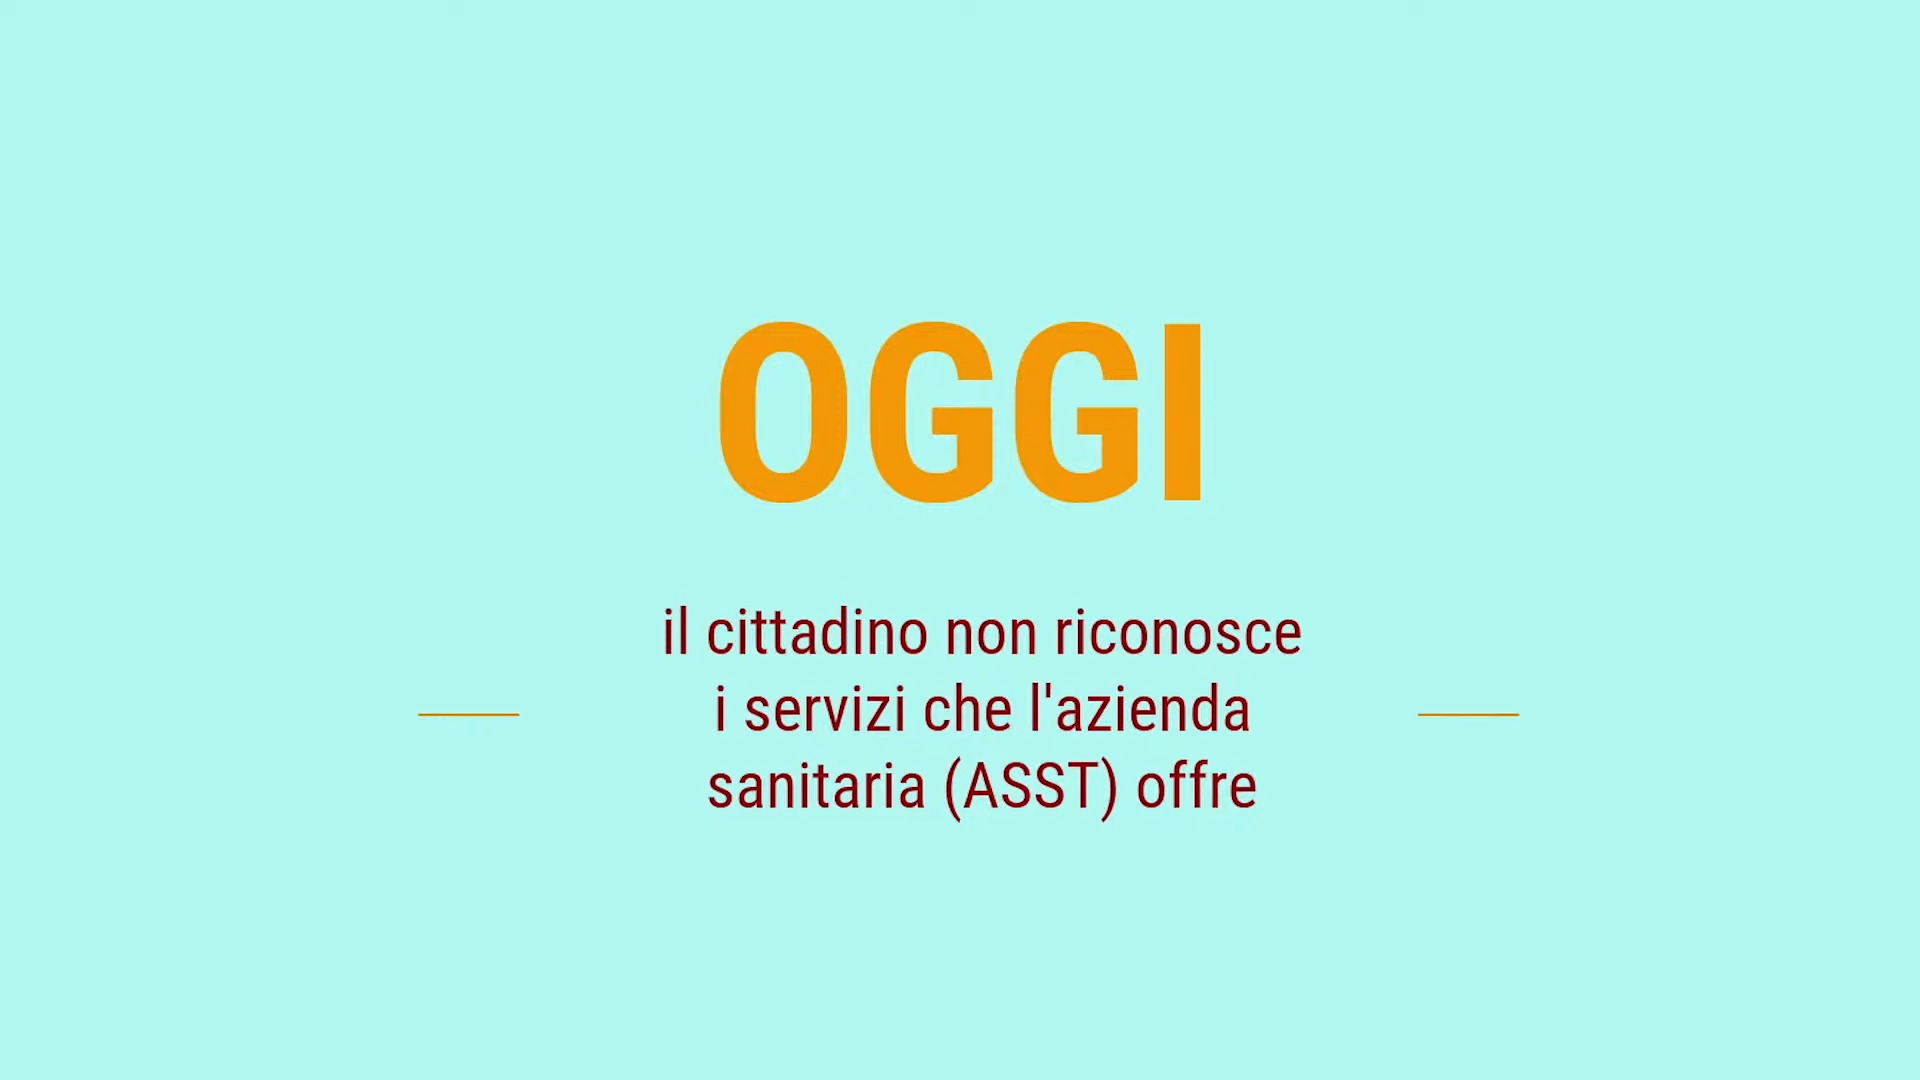 OGGI
il cittadino non riconosce
i servizi che l'azienda
sanitaria (ASST) offre